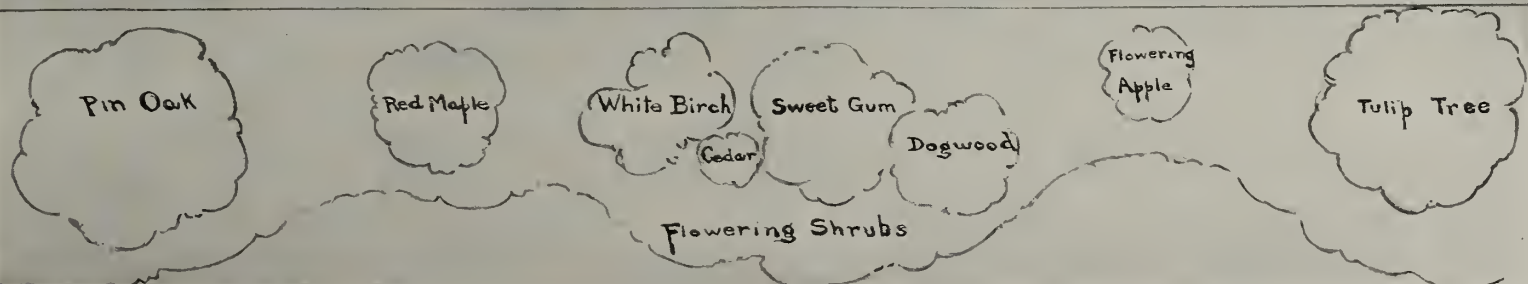 Pin Oak
Red Maple
White Birch
Cedar
Sweet Gum
Dogwood
Flowering
Apple
Tulip Tree
Flowering Shrubs